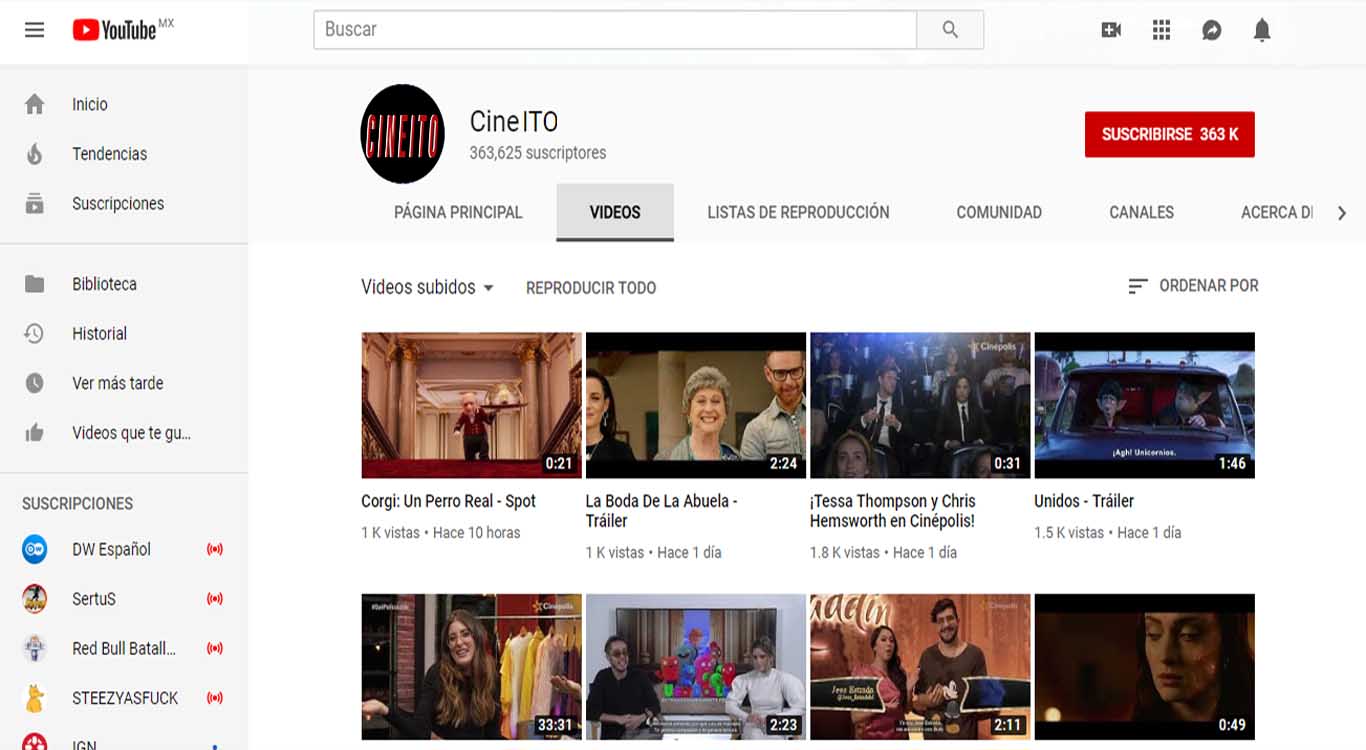 YouTube MX
Buscar
Inicio
Tendencias
Suscripciones
Biblioteca
Historial
Ver más tarde
Videos que te gu...
SUSCRIPCIONES
DW Español
SertuS
Red Bull Batall...
STEEZYASFUCK
IGN
CINEITO
CineITO
363,625 suscriptores
SUSCRIBIRSE 363 K
PÁGINA PRINCIPAL
VIDEOS
LISTAS DE REPRODUCCIÓN
COMUNIDAD
CANALES
ACERCA DE
Videos subidos
REPRODUCIR TODO
ORDENAR POR
0:21
2:24
Cinépolis
0:31
¡Agh! Unicornios.
1:46
Corgi: Un Perro Real - Spot
1 K vistas • Hace 10 horas
La Boda De La Abuela -
Tráiler
1 K vistas • Hace 1 día
¡Tessa Thompson y Chris
Hemsworth en Cinépolis!
1.8 K vistas • Hace 1 día
Unidos - Tráiler
1.5 K vistas • Hace 1 día
Cinépolis
33:31
2:23
Cinépolis
Jess Estrada
2:11
0:49